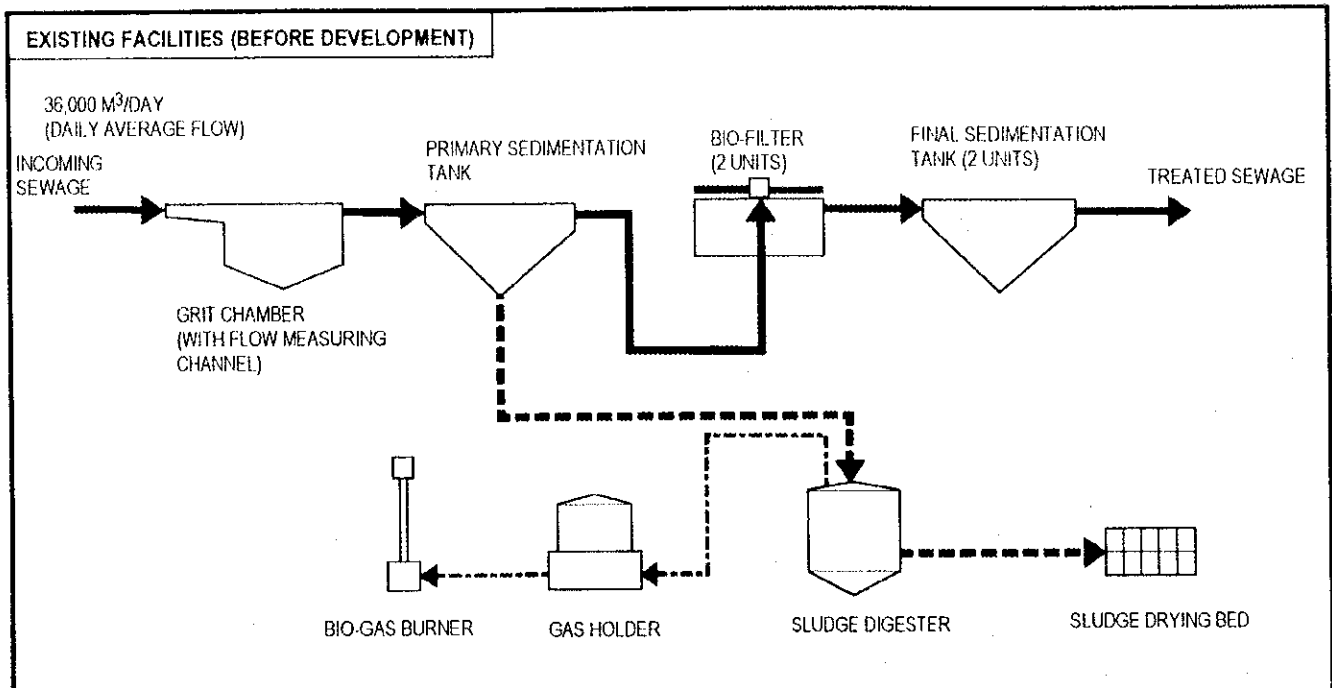 EXISTING FACILITIES (BEFORE DEVELOPMENT)
36,000 M³/DAY
(DAILY AVERAGE FLOW)
INCOMING
SEWAGE
GRIT CHAMBER
(WITH FLOW MEASURING
CHANNEL)
PRIMARY SEDIMENTATION
TANK
BIO-FILTER
(2 UNITS)
FINAL SEDIMENTATION
TANK (2 UNITS)
TREATED SEWAGE
BIO-GAS BURNER
GAS HOLDER
SLUDGE DIGESTER
SLUDGE DRYING BED